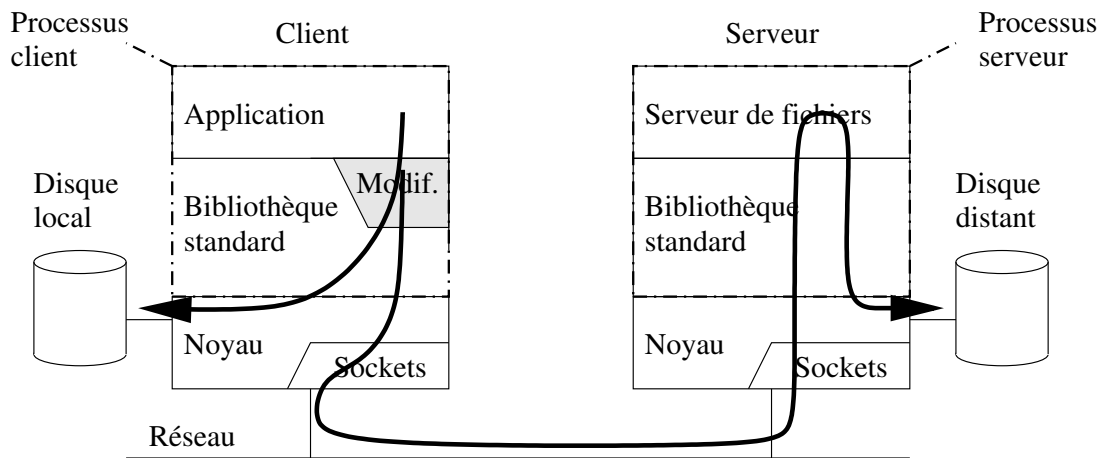 Processus
client
Client
Serveur
Processus
serveur
Application
Serveur de fichiers
Disque
local
Modif.
Bibliothèque
standard
Bibliothèque
standard
Disque
distant
Noyau
Sockets
Noyau
Sockets
Réseau